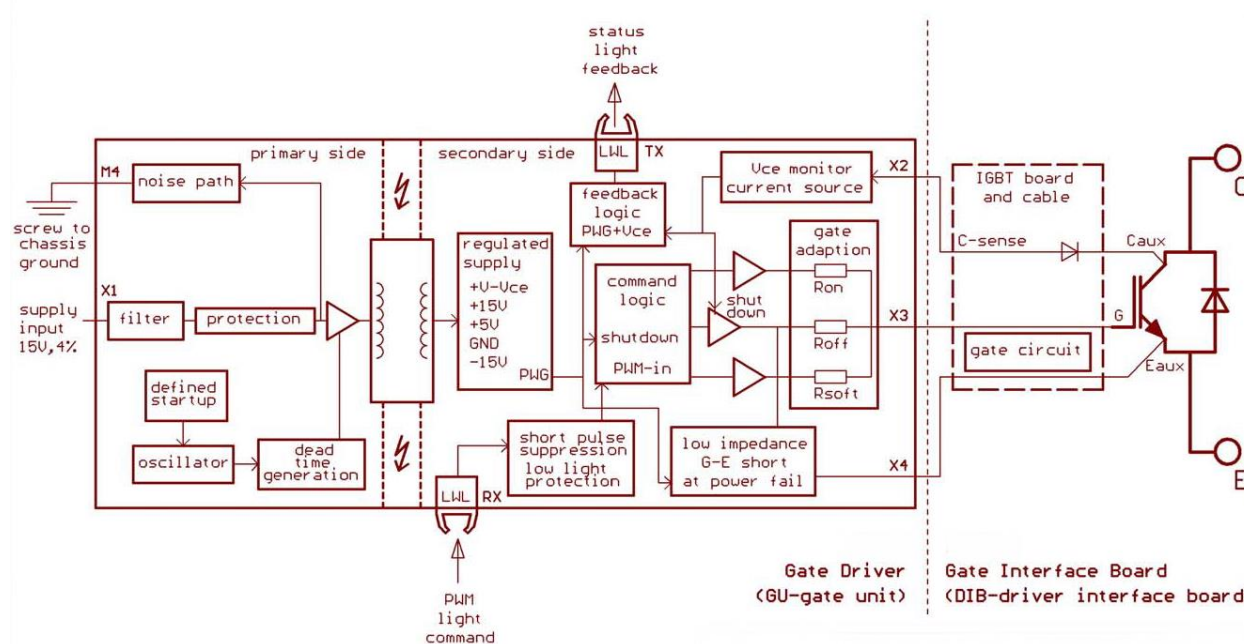 status
light
feedback
primary side
secondary side
LWL
TX
M4
noise path
feedback
logic
PWG+Vce
Vce monitor
current source
X2
IGBT board
and cable
C
screw to
chassis
ground
regulated
supply
+V-Vce
+15V
+5V
GND
-15V
PWG
command
logic
shutdown
PWM-in
gate
adaption
Ron
Roff
Rsoft
shut
down
C-sense
Caux
X1
supply
input
15V,4%
filter
protection
X3
G
gate circuit
Eaux
defined
startup
oscillator
dead
time
generation
short pulse
suppression
low light
protection
low impedance
G-E short
at power fail
X4
E
LWL
RX
PWM
light
command
Gate Driver
(GU-gate unit)
Gate Interface Board
(DIB-driver interface board